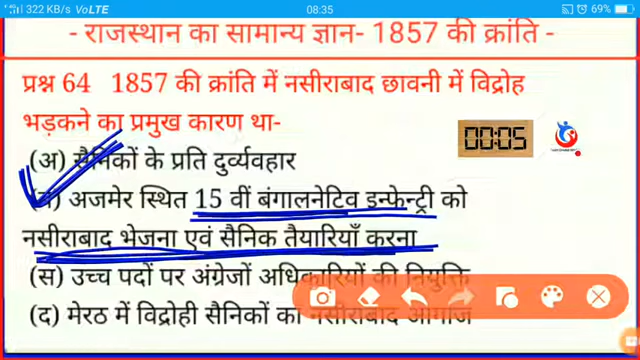 322 KB/s VoLTE 08:35 69%
- राजस्थान का सामान्य ज्ञान- 1857 की क्रांति -
प्रश्न 64 1857 की क्रांति में नसीराबाद छावनी में विद्रोह
भड़कने का प्रमुख कारण था-
00:05
(अ) सैनिकों के प्रति दुर्व्यवहार
(ब) अजमेर स्थित 15 वीं बंगालनेटिव इन्फेन्ट्री को
नसीराबाद भेजना एवं सैनिक तैयारियाँ करना
(स) उच्च पदों पर अंग्रेजों अधिकारियों की नियुक्ति
(द) मेरठ में विद्रोही सैनिकों का नसीराबाद आगाज